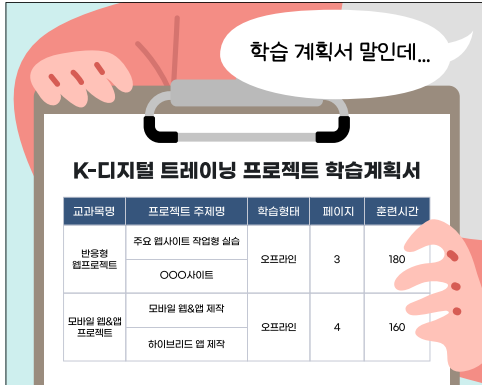 학습 계획서 말인데...
K-디지털 트레이닝 프로젝트 학습계획서
교과목명 프로젝트 주제명 학습형태 페이지 훈련시간
반응형
웹프로젝트
주요 웹사이트 작업형 실습
OOO사이트
오프라인 3 180
모바일 웹&앱
프로젝트
모바일 웹&앱 제작
하이브리드 앱 제작
오프라인 4 160